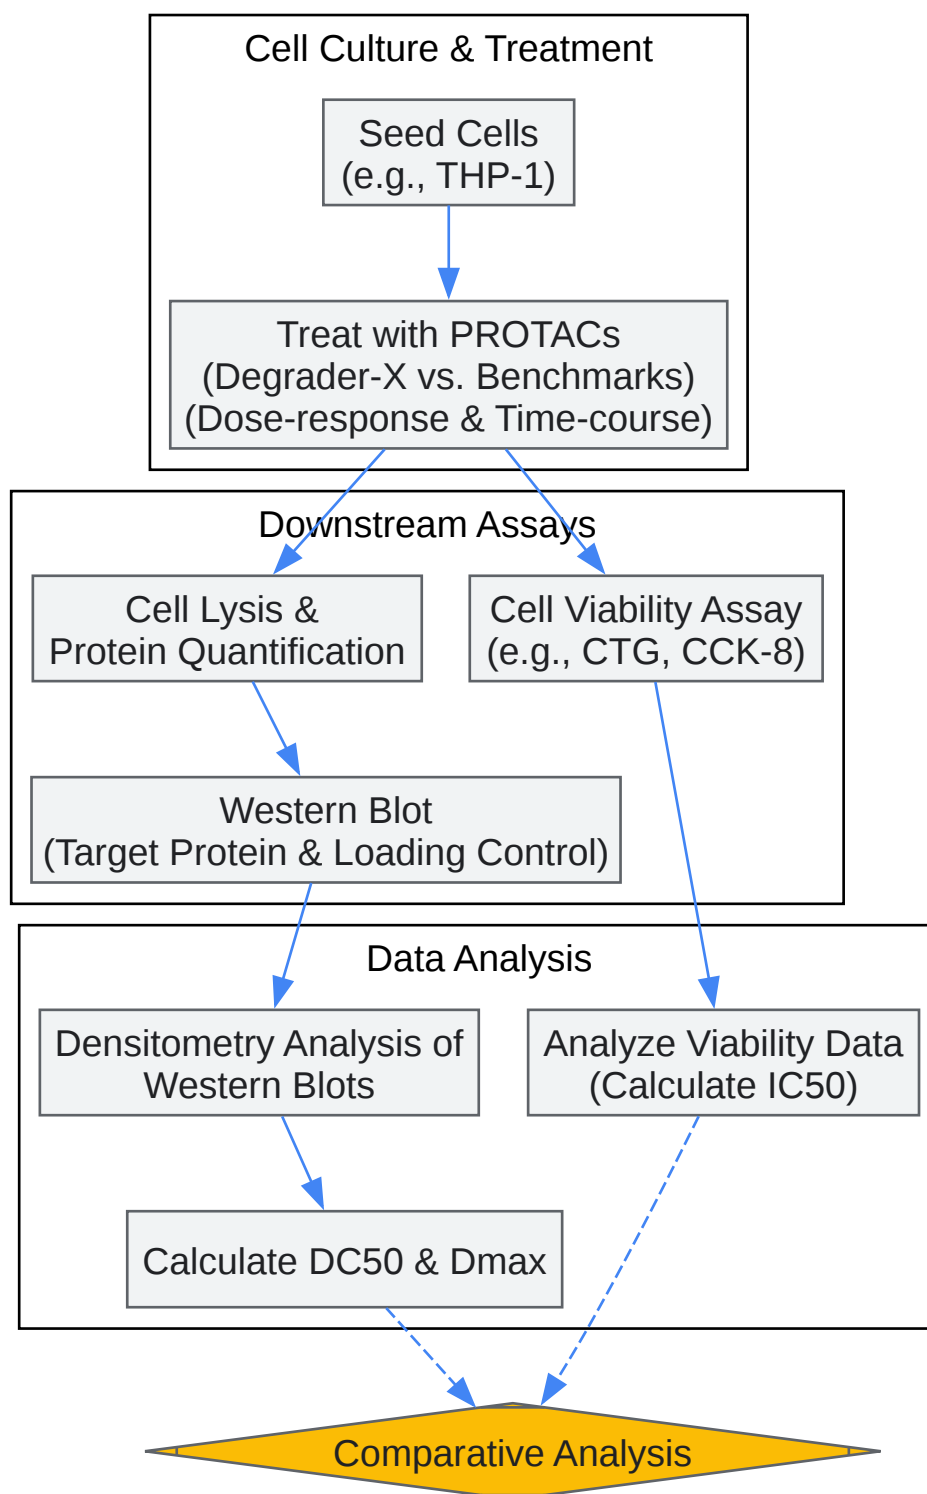 Cell Culture & Treatment
Seed Cells
(e.g., THP-1)
Treat with PROTACs
(Degrader-X vs. Benchmarks)
(Dose-response & Time-course)
Downstream Assays
Cell Lysis &
Protein Quantification
Cell Viability Assay
(e.g., CTG, CCK-8)
Western Blot
(Target Protein & Loading Control)
Data Analysis
Densitometry Analysis of
Western Blots
Analyze Viability Data
(Calculate IC50)
Calculate DC50 & Dmax
Comparative Analysis